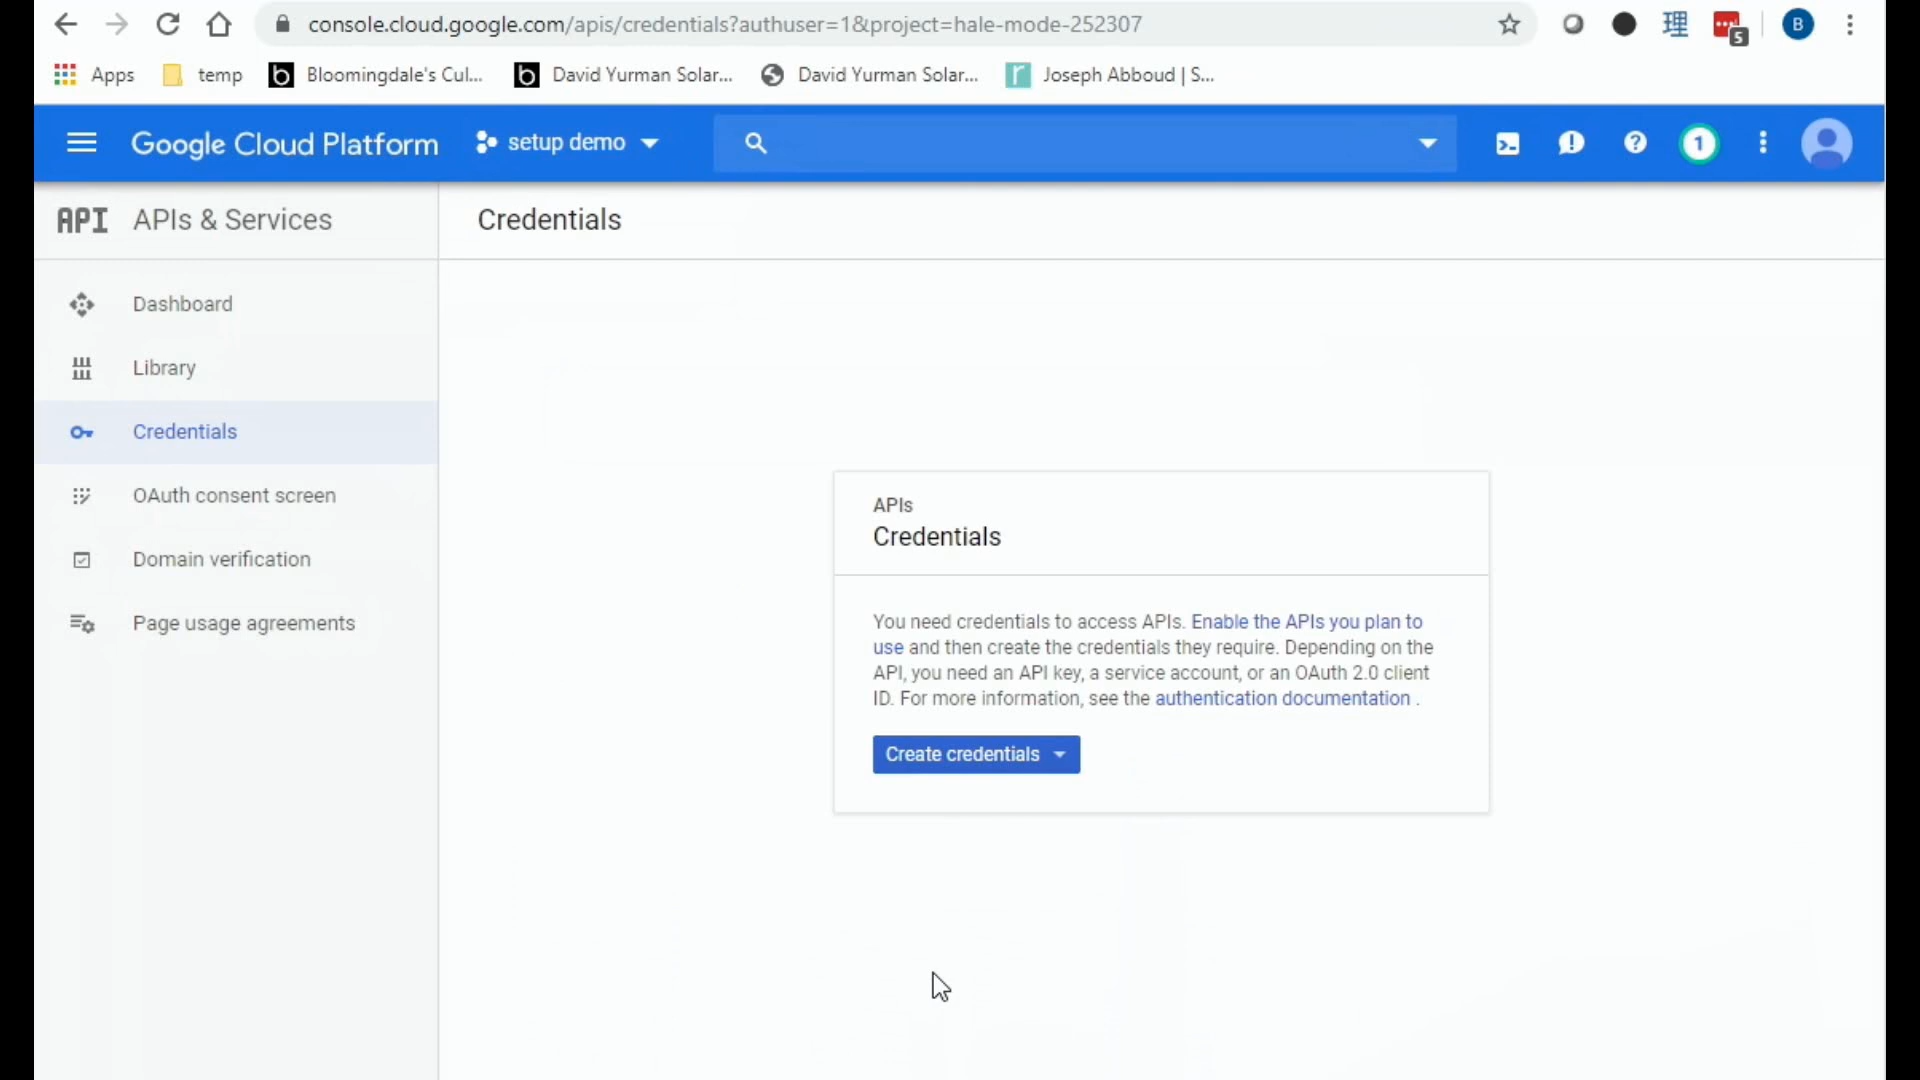 console.cloud.google.com/apis/credentials?authuser=1&project=hale-mode-252307
理
5
B
Apps
temp
b
Bloomingdale's Cul...
b
David Yurman Solar...
David Yurman Solar...
r
Joseph Abboud | S...
Google Cloud Platform
setup demo
1
API
APIs & Services
Credentials
Dashboard
Library
Credentials
OAuth consent screen
Domain verification
Page usage agreements
APIs
Credentials
You need credentials to access APIs. Enable the APIs you plan to
use and then create the credentials they require. Depending on the
API, you need an API key, a service account, or an OAuth 2.0 client
ID. For more information, see the authentication documentation .
Create credentials